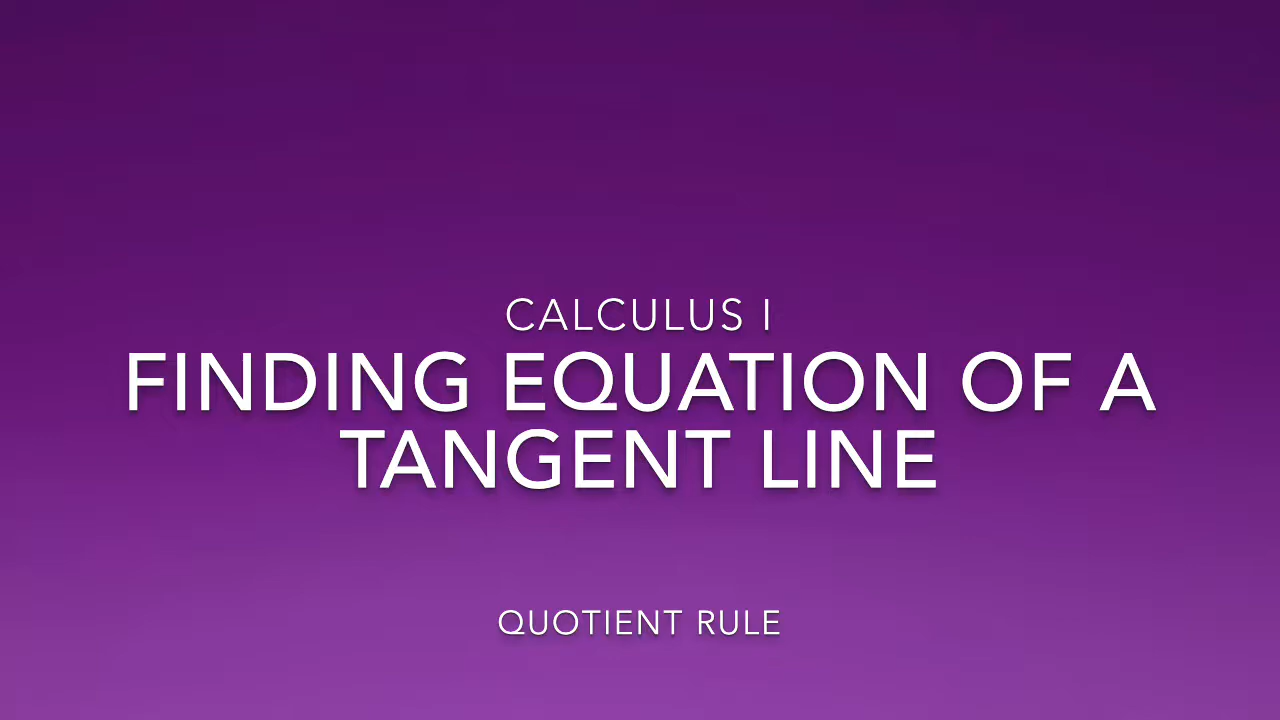 CALCULUS I
FINDING EQUATION OF A
TANGENT LINE
QUOTIENT RULE